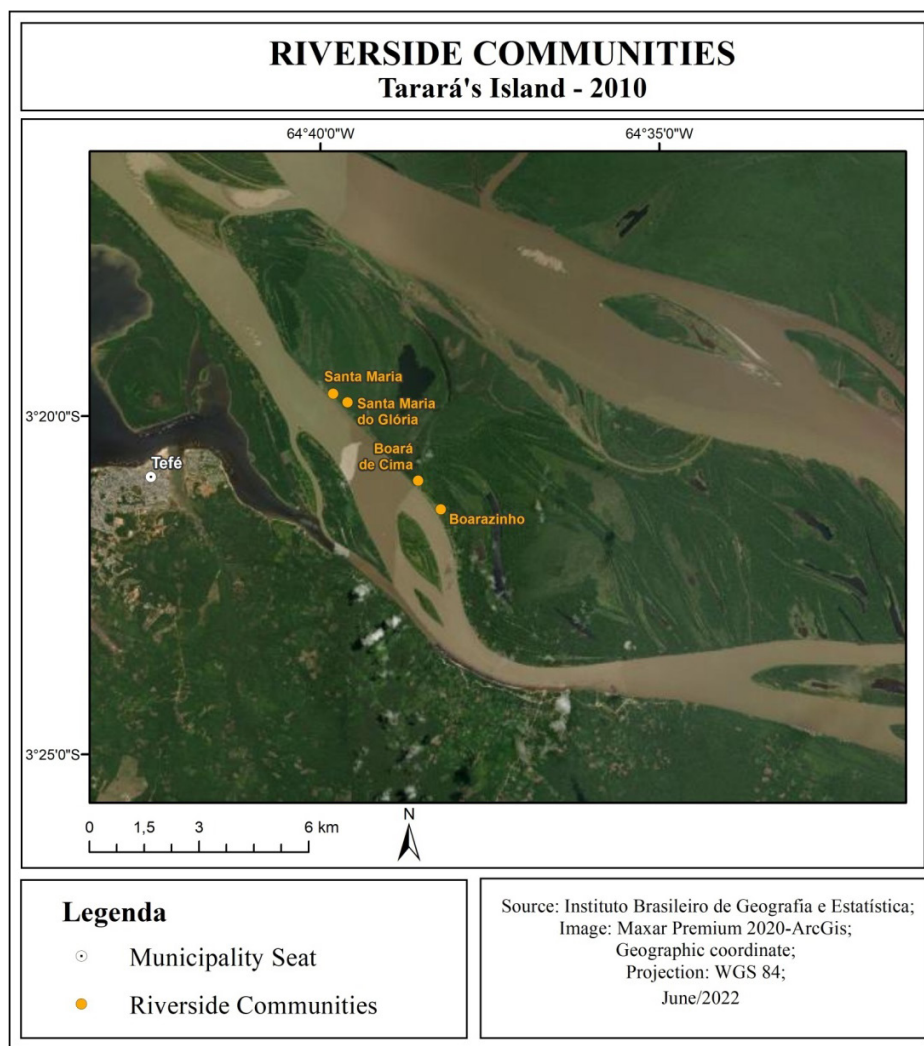 RIVERSIDE COMMUNITIES
Tarará's Island - 2010
64°40'0"W
64°35'0"W
Santa Maria
3°20'0"S
Santa Maria
do Glória
Boará
de Cima
Tefé
Boarazinho
3°25'0"S
N
0 1,5 3 6 km
Legenda
Municipality Seat
Riverside Communities
Source: Instituto Brasileiro de Geografia e Estatística;
Image: Maxar Premium 2020-ArcGis;
Geographic coordinate;
Projection: WGS 84;
June/2022